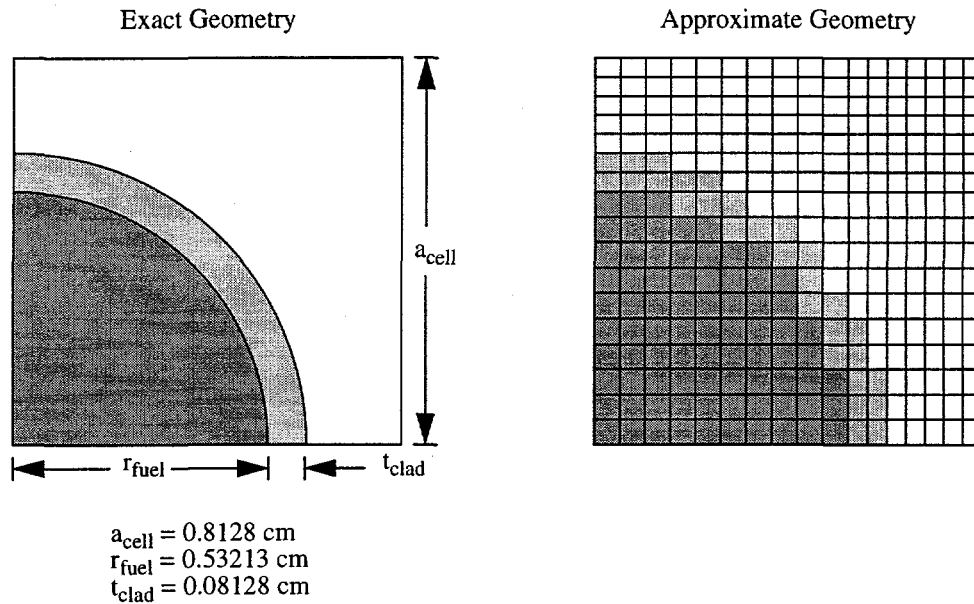 Exact Geometry
Approximate Geometry
a_cell
r_fuel
t_clad
a_cell = 0.8128 cm
r_fuel = 0.53213 cm
t_clad = 0.08128 cm